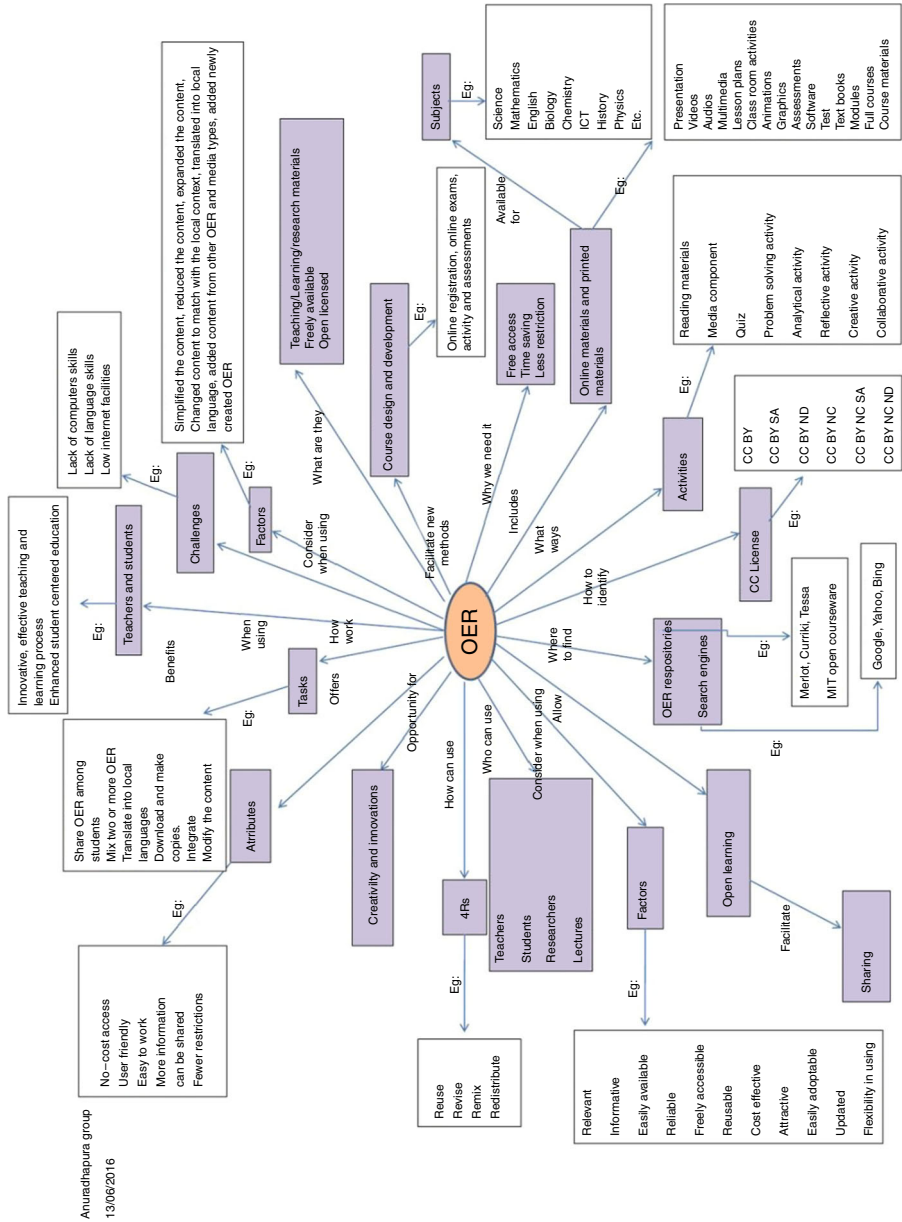 Anuradhapura group
13/06/2016
No-cost access
User friendly
Easy to work
More information
can be shared
Fewer restrictions
Eg:
Atrributes
Share OER among
students
Mix two or more OER
Translate into local
languages
Download and make
copies.
Integrate
Modify the content
Eg:
Tasks
Offers
Innovative, effective teaching and
learning process
Enhanced student centered education
Eg:
Teachers and students
Benefits
When
using
How
work
Lack of computers skills
Lack of language skills
Low internet facilities
Eg:
Challenges
Simplified the content, reduced the content, expanded the content,
Changed content to match with the local context, translated into local
language, added content from other OER and media types, added newly
created OER
Eg:
Factors
Consider
when using
Teaching/Learning/research materials
Freely available
Open licensed
What are they
Course design and development
Eg:
Online registration, online exams,
activity and assessments
Facilitate new
methods
Free access
Time saving
Less restriction
Why we need it
Subjects
Eg:
Science
Mathematics
English
Biology
Chemistry
ICT
History
Physics
Etc.
Available
for
Online materials and printed
materials
Eg:
Presentation
Videos
Audios
Multimedia
Lesson plans
Class room activities
Animations
Graphics
Assessments
Software
Test
Text books
Modules
Full courses
Course materials
Includes
What
ways
Activities
Eg:
Reading materials
Media component
Quiz
Problem solving activity
Analytical activity
Reflective activity
Creative activity
Collaborative activity
How to
identify
CC License
Eg:
CC BY
CC BY SA
CC BY ND
CC BY NC
CC BY NC SA
CC BY NC ND
OER
Where
to find
OER respositories
Search engines
Eg:
Merlot, Curriki, Tessa
MIT open courseware
Eg:
Google, Yahoo, Bing
Allow
Open learning
Facilitate
Sharing
Consider when using
Factors
Eg:
Relevant
Informative
Easily available
Reliable
Freely accessible
Reusable
Cost effective
Attractive
Easily adoptable
Updated
Flexibility in using
Who can use
Teachers
Students
Researchers
Lectures
How can use
4Rs
Eg:
Reuse
Revise
Remix
Redistribute
Opportunity for
Creativilty and innovations